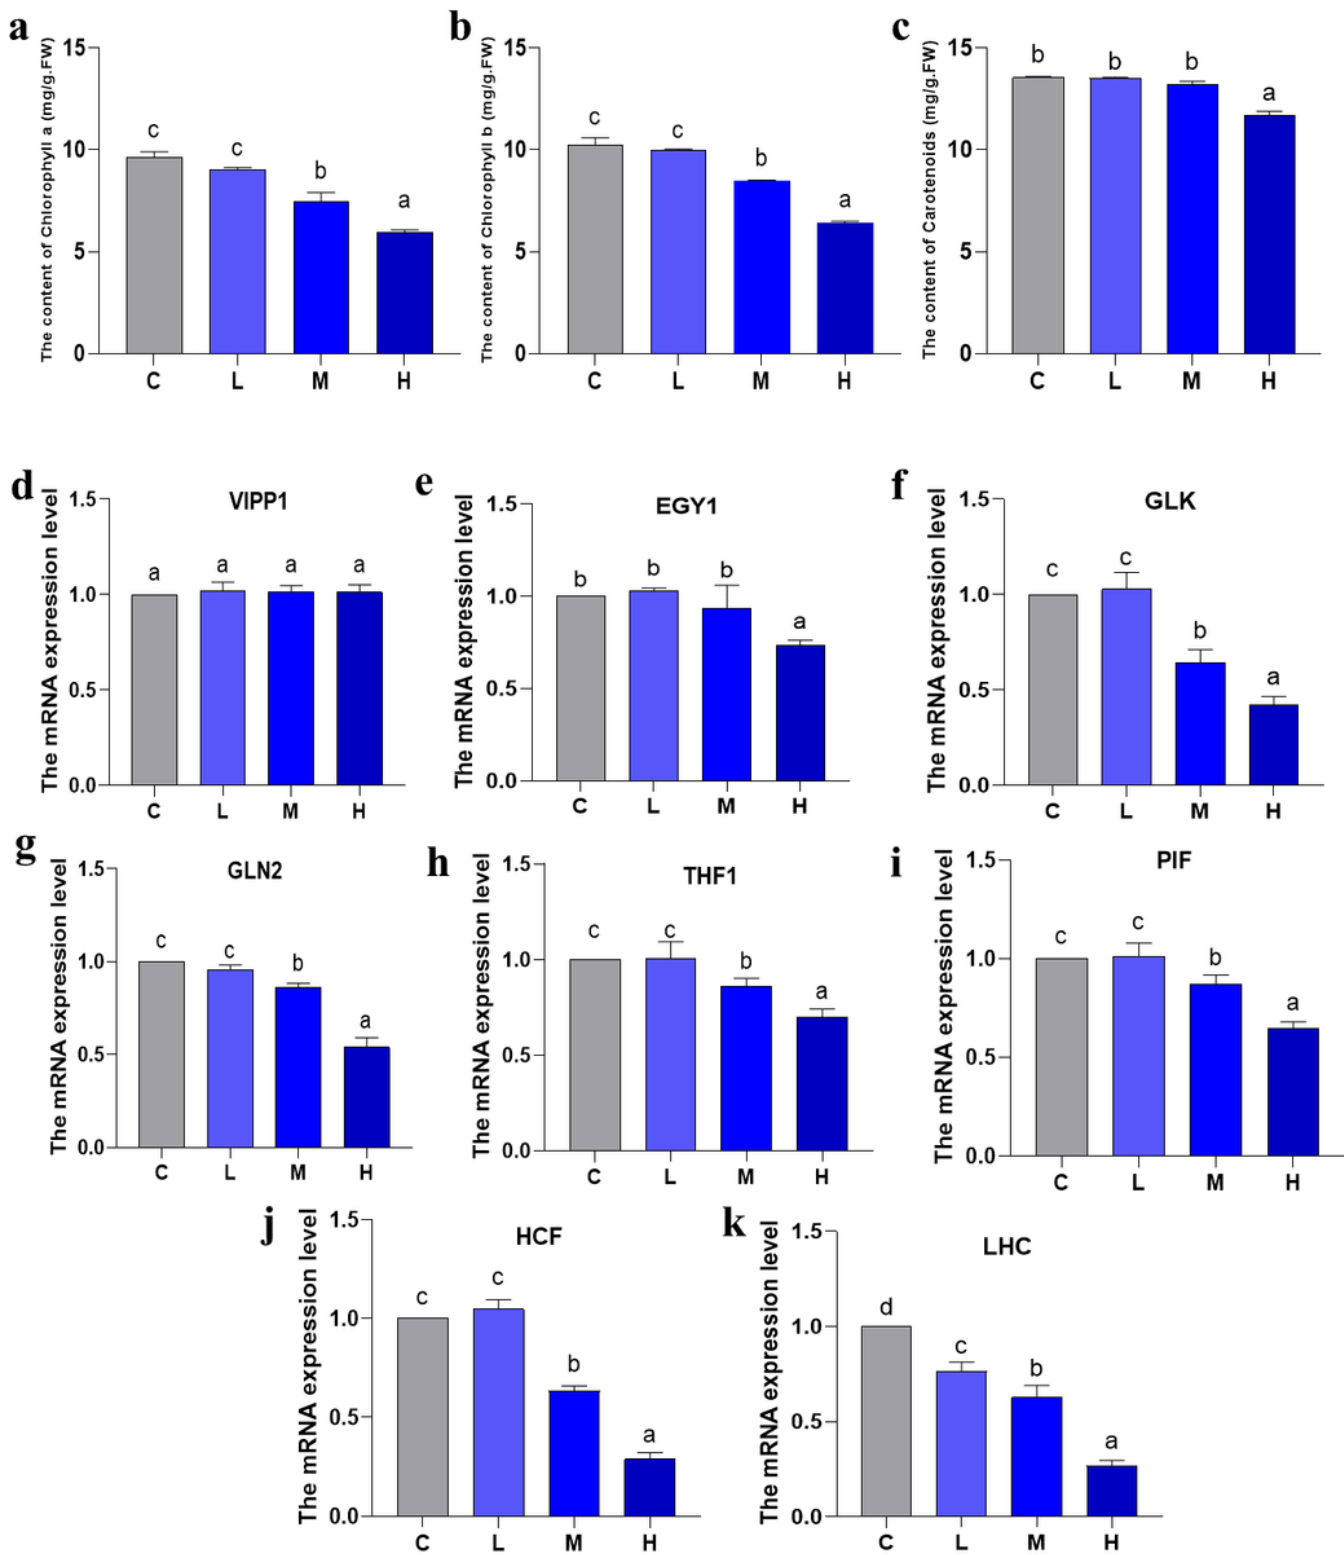 a
The content of Chlorophyll a (mg/g.FW)
15
10
5
0
c
c
b
a
C L M H
b
The content of Chlorophyll b (mg/g.FW)
15
10
5
0
c
c
b
a
C L M H
c
The content of Carotenoids (mg/g.FW)
15
10
5
0
b
b
b
a
C L M H
d
The mRNA expression level
VIPP1
1.5
1.0
0.5
0.0
a
a
a
a
C L M H
e
The mRNA expression level
EGY1
1.5
1.0
0.5
0.0
b
b
b
a
C L M H
f
The mRNA expression level
GLK
1.5
1.0
0.5
0.0
c
c
b
a
C L M H
g
The mRNA expression level
GLN2
1.5
1.0
0.5
0.0
c
c
b
a
C L M H
h
The mRNA expression level
THF1
1.5
1.0
0.5
0.0
c
c
b
a
C L M H
i
The mRNA expression level
PIF
1.5
1.0
0.5
0.0
c
c
b
a
C L M H
j
The mRNA expression level
HCF
1.5
1.0
0.5
0.0
c
c
b
a
C L M H
k
The mRNA expression level
LHC
1.5
1.0
0.5
0.0
d
c
b
a
C L M H